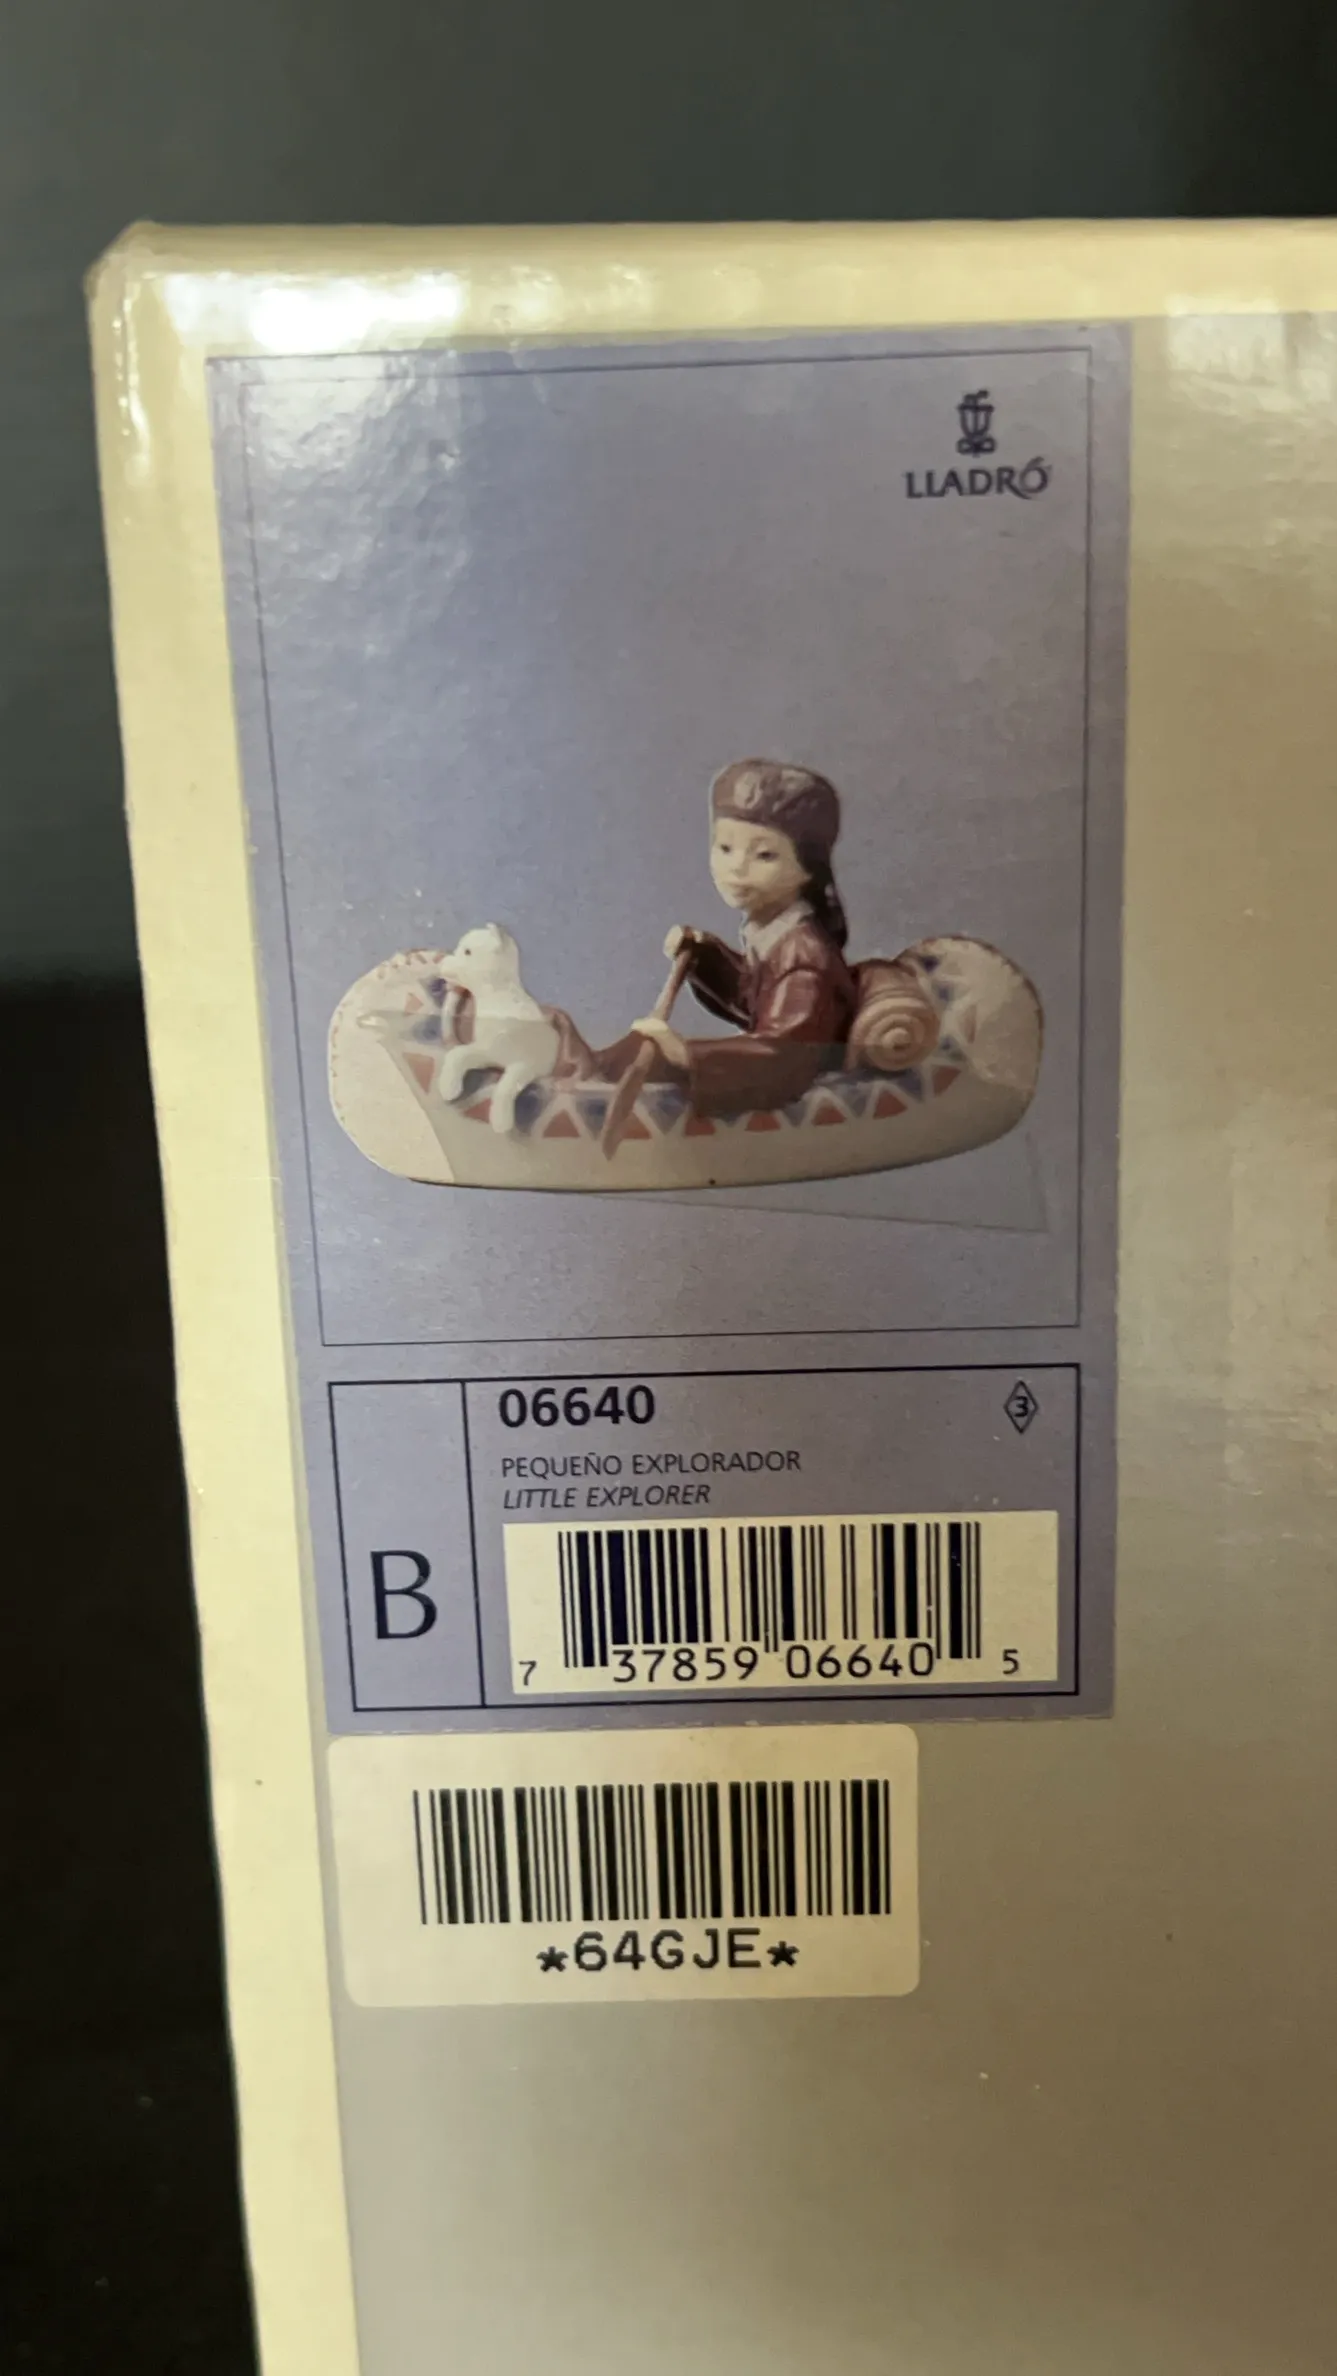 LLADRÓ
06640
3
PEQUEÑO EXPLORADOR
LITTLE EXPLORER
B
7 37859 06640 5
*64GJE*